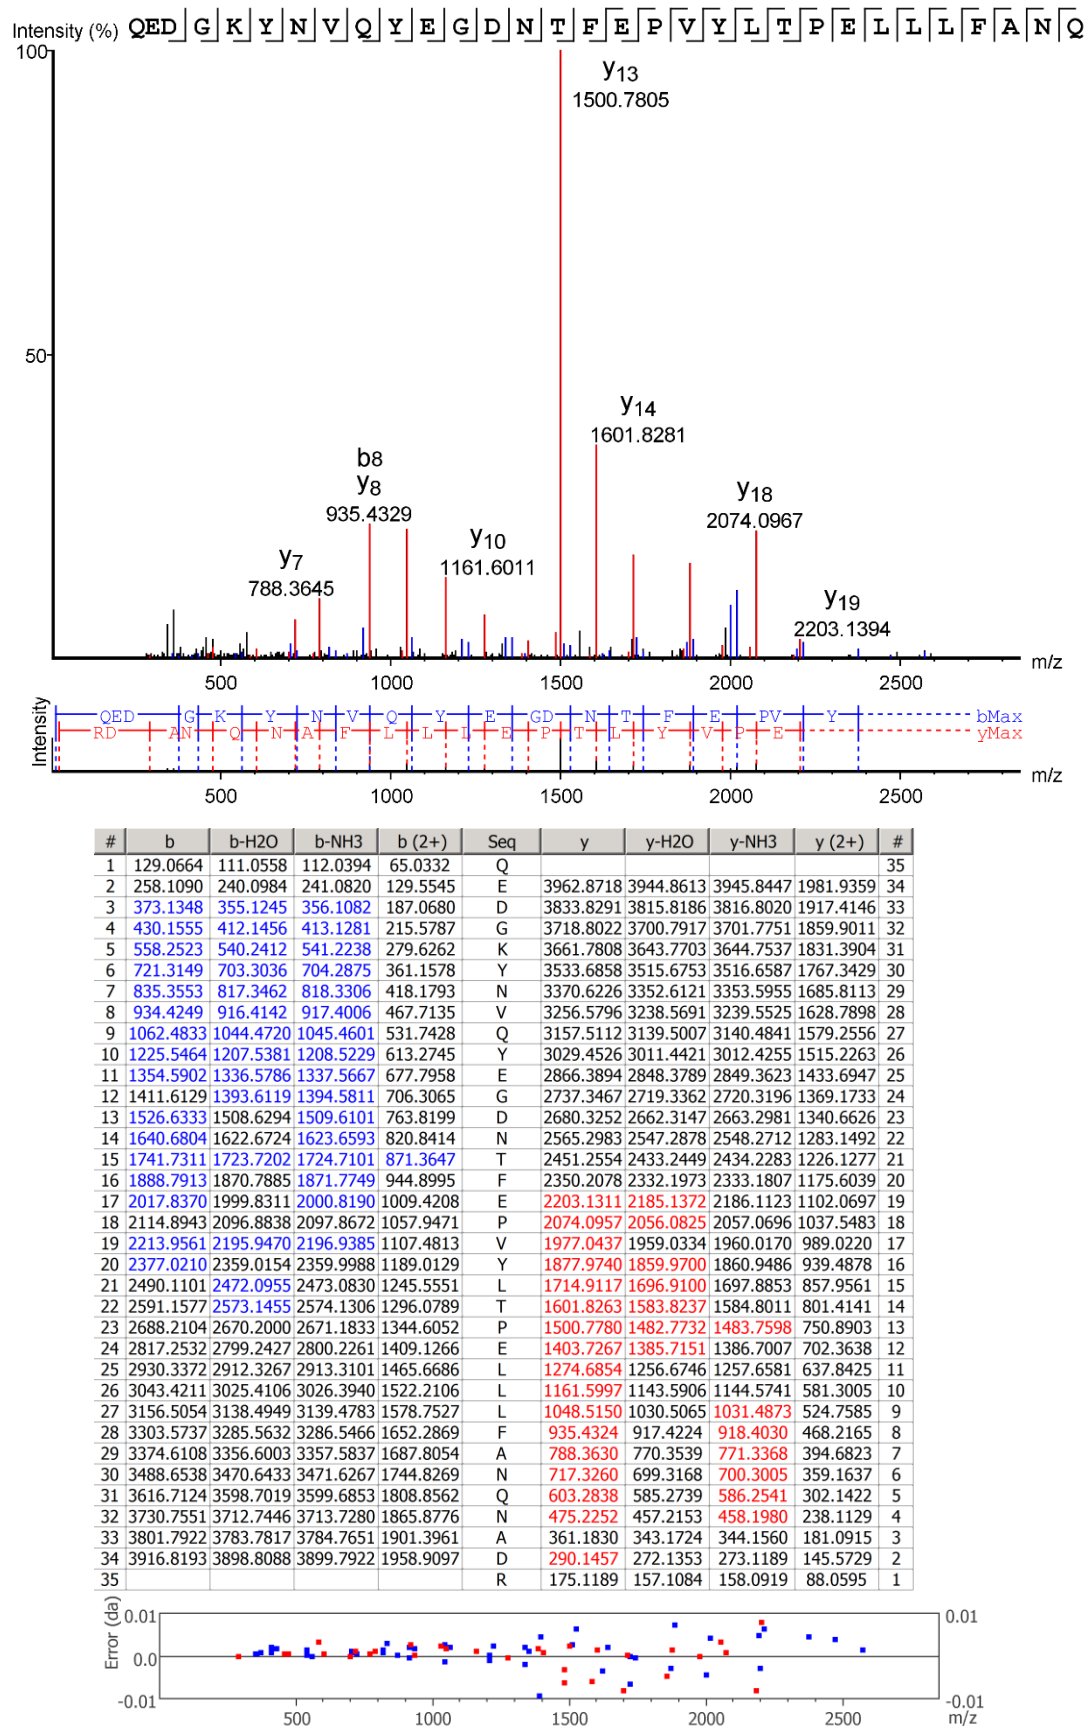 Intensity (%) QED G K Y N V Q Y E G D N T F E P V Y L T P E L L L F A N Q
100
y13
1500.7805
50
y14
1601.8281
b8
y8
935.4329
y18
2074.0967
y10
1161.6011
y7
788.3645
y19
2203.1394
500 1000 1500 2000 2500 m/z
Intensity
QED G K Y N V Q Y E GD N T F E PV Y bMax
RD AN Q N A F L L L E P T L Y V P E yMax
500 1000 1500 2000 2500 m/z
# b b-H2O b-NH3 b (2+) Seq y y-H2O y-NH3 y (2+) #
1 129.0664 111.0558 112.0394 65.0332 Q 35
2 258.1090 240.0984 241.0820 129.5545 E 3962.8718 3944.8613 3945.8447 1981.9359 34
3 373.1348 355.1245 356.1082 187.0680 D 3833.8291 3815.8186 3816.8020 1917.4146 33
4 430.1555 412.1456 413.1281 215.5787 G 3718.8022 3700.7917 3701.7751 1859.9011 32
5 558.2523 540.2412 541.2238 279.6262 K 3661.7808 3643.7703 3644.7537 1831.3904 31
6 721.3149 703.3036 704.2875 361.1578 Y 3533.6858 3515.6753 3516.6587 1767.3429 30
7 835.3553 817.3462 818.3306 418.1793 N 3370.6226 3352.6121 3353.5955 1685.8113 29
8 934.4249 916.4142 917.4006 467.7135 V 3256.5796 3238.5691 3239.5525 1628.7898 28
9 1062.4833 1044.4720 1045.4601 531.7428 Q 3157.5112 3139.5007 3140.4841 1579.2556 27
10 1225.5464 1207.5381 1208.5229 613.2745 Y 3029.4526 3011.4421 3012.4255 1515.2263 26
11 1354.5902 1336.5786 1337.5667 677.7958 E 2866.3894 2848.3789 2849.3623 1433.6947 25
12 1411.6129 1393.6119 1394.5811 706.3065 G 2737.3467 2719.3362 2720.3196 1369.1733 24
13 1526.6333 1508.6294 1509.6101 763.8199 D 2680.3252 2662.3147 2663.2981 1340.6626 23
14 1640.6804 1622.6724 1623.6593 820.8414 N 2565.2983 2547.2878 2548.2712 1283.1492 22
15 1741.7311 1723.7202 1724.7101 871.3647 T 2451.2554 2433.2449 2434.2283 1226.1277 21
16 1888.7913 1870.7885 1871.7749 944.8995 F 2350.2078 2332.1973 2333.1807 1175.6039 20
17 2017.8370 1999.8311 2000.8190 1009.4208 E 2203.1311 2185.1372 2186.1123 1102.0697 19
18 2114.8943 2096.8838 2097.8672 1057.9471 P 2074.0957 2056.0825 2057.0696 1037.5483 18
19 2213.9561 2195.9470 2196.9385 1107.4813 V 1977.0437 1959.0334 1960.0170 989.0220 17
20 2377.0210 2359.0154 2359.9988 1189.0129 Y 1877.9740 1859.9700 1860.9486 939.4878 16
21 2490.1101 2472.0955 2473.0830 1245.5551 L 1714.9117 1696.9100 1697.8853 857.9561 15
22 2591.1577 2573.1455 2574.1306 1296.0789 T 1601.8263 1583.8237 1584.8011 801.4141 14
23 2688.2104 2670.2000 2671.1833 1344.6052 P 1500.7780 1482.7732 1483.7598 750.8903 13
24 2817.2532 2799.2427 2800.2261 1409.1266 E 1403.7267 1385.7151 1386.7007 702.3638 12
25 2930.3372 2912.3267 2913.3101 1465.6686 L 1274.6854 1256.6746 1257.6581 637.8425 11
26 3043.4211 3025.4106 3026.3940 1522.2106 L 1161.5997 1143.5906 1144.5741 581.3005 10
27 3156.5054 3138.4949 3139.4783 1578.7527 L 1048.5150 1030.5065 1031.4873 524.7585 9
28 3303.5737 3285.5632 3286.5466 1652.2869 F 935.4324 917.4224 918.4030 468.2165 8
29 3374.6108 3356.6003 3357.5837 1687.8054 A 788.3630 770.3539 771.3368 394.6823 7
30 3488.6538 3470.6433 3471.6267 1744.8269 N 717.3260 699.3168 700.3005 359.1637 6
31 3616.7124 3598.7019 3599.6853 1808.8562 Q 603.2838 585.2739 586.2541 302.1422 5
32 3730.7551 3712.7446 3713.7280 1865.8776 N 475.2252 457.2153 458.1980 238.1129 4
33 3801.7922 3783.7817 3784.7651 1901.3961 A 361.1830 343.1724 344.1560 181.0915 3
34 3916.8193 3898.8088 3899.7922 1958.9097 D 290.1457 272.1353 273.1189 145.5729 2
35 R 175.1189 157.1084 158.0919 88.0595 1
Error (da)
0.01 0.01
0.0
-0.01 -0.01
500 1000 1500 2000 2500 m/z